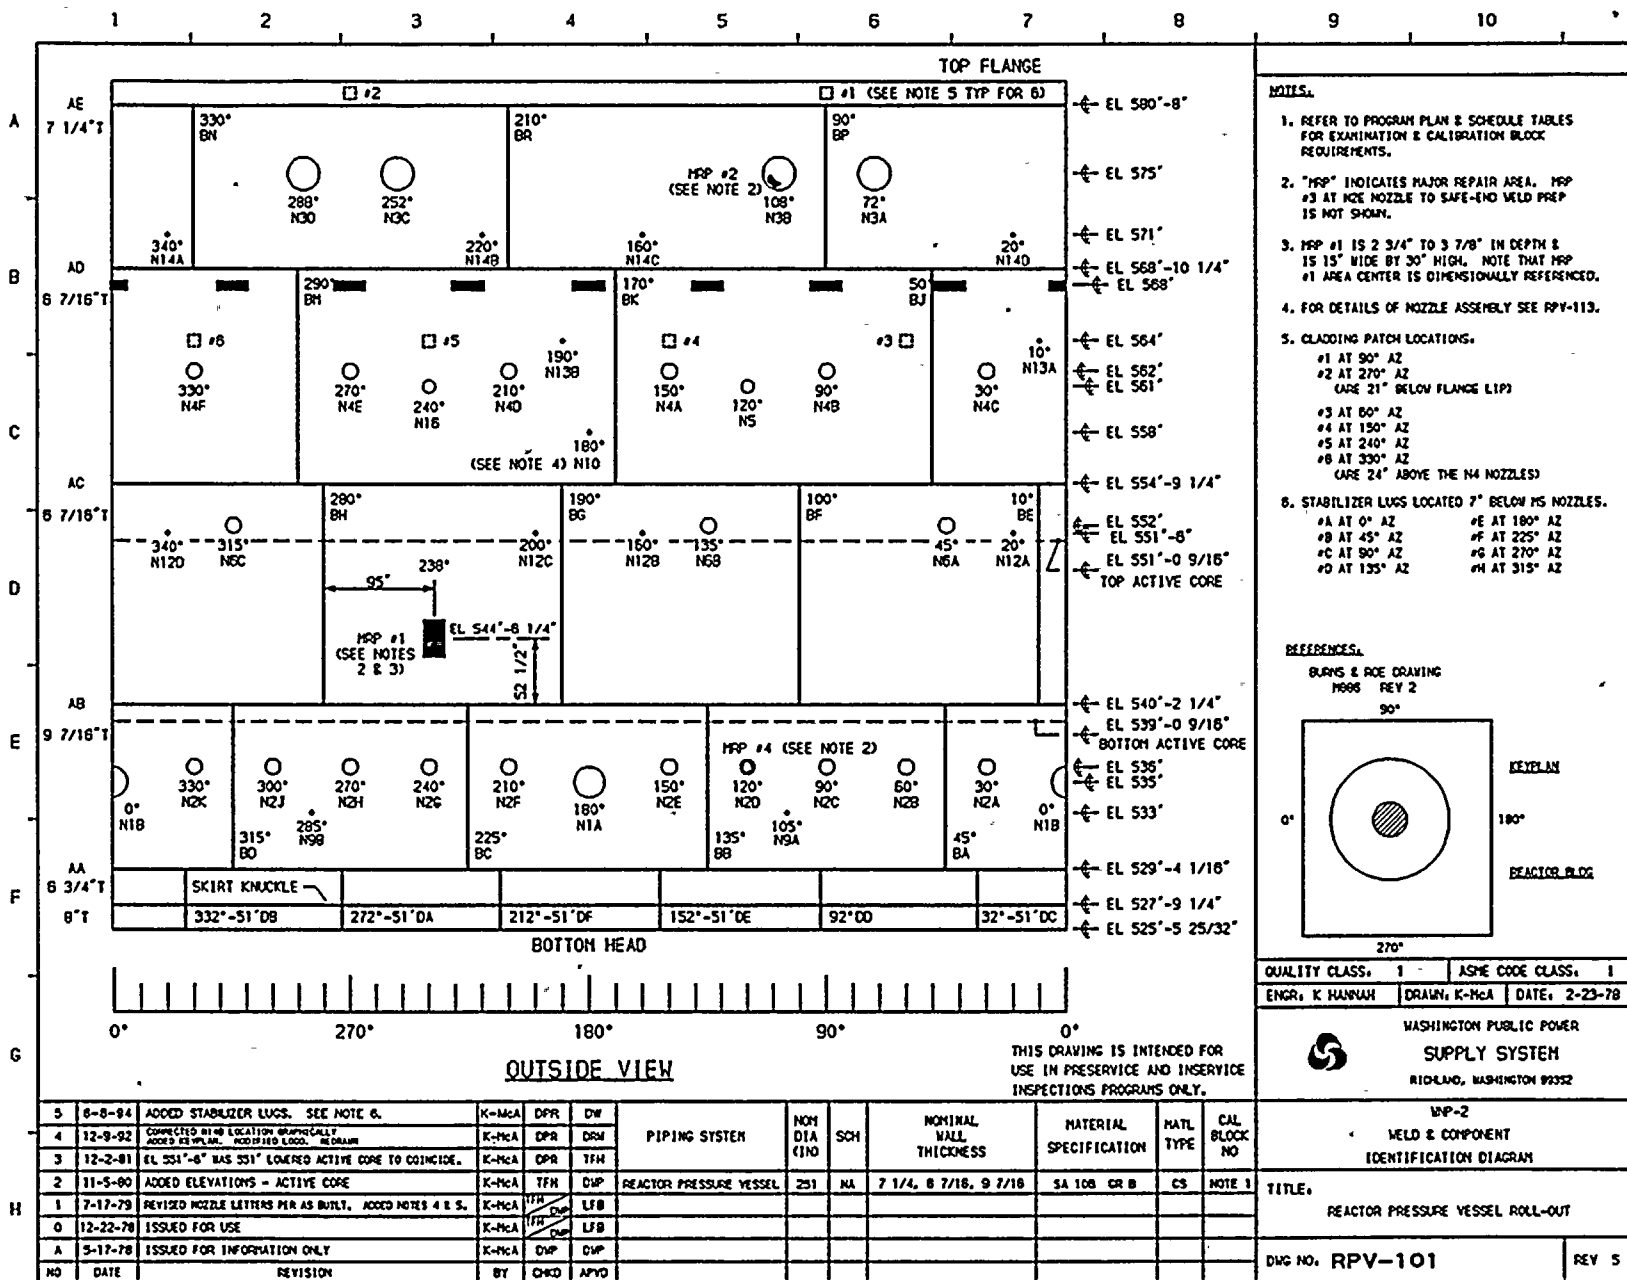 1 2 3 4 5 6 7 8 9 10
TOP FLANGE
#2
#1 (SEE NOTE 5 TYP FOR 6)
EL 580'-8"
AE
A
7 1/4"T
330°
BN
210°
BR
90°
BP
MRP #2
(SEE NOTE 2)
EL 575'
288°
N3D
252°
N3C
108°
N3B
72°
N3A
340°
N14A
220°
N14B
160°
N14C
20°
N14D
EL 571'
AD
EL 568'-10 1/4"
B
6 7/16"T
290°
BM
170°
BK
50°
BJ
EL 568'
#6
#5
#4
#3
EL 564'
190°
N13B
10°
N13A
EL 562'
EL 561'
330°
N4F
270°
N4E
240°
N16
210°
N4D
150°
N4A
120°
N5
90°
N4B
30°
N4C
C
180°
(SEE NOTE 4) N10
EL 558'
AC
EL 554'-9 1/4"
6 7/16"T
280°
BH
190°
BG
100°
BF
10°
BE
EL 552'
EL 551'-6"
340°
N12D
315°
N6C
200°
N12C
160°
N12B
135°
N6B
45°
N6A
20°
N12A
EL 551'-0 9/16"
TOP ACTIVE CORE
D
95"
238°
MRP #1
(SEE NOTES
2 & 3)
EL 544'-6 1/4"
52 1/2"
AB
EL 540'-2 1/4"
E
9 7/16"T
EL 539'-0 9/16"
BOTTOM ACTIVE CORE
MRP #4 (SEE NOTE 2)
EL 536'
EL 535'
0°
N1B
330°
N2K
300°
N2J
270°
N2H
240°
N2G
210°
N2F
180°
N1A
150°
N2E
120°
N2D
90°
N2C
60°
N2B
30°
N2A
0°
N1B
EL 533'
285°
N9B
105°
N9A
315°
BD
225°
BC
135°
BB
45°
BA
AA
EL 529'-4 1/16"
F
6 3/4"T
SKIRT KNUCKLE
EL 527'-9 1/4"
8"T
332°-51'DB
272°-51'DA
212°-51'DF
152°-51'DE
92°DD
32°-51'DC
EL 525'-5 25/32"
BOTTOM HEAD
0° 270° 180° 90° 0°
G
OUTSIDE VIEW
THIS DRAWING IS INTENDED FOR
USE IN PRESERVICE AND INSERVICE
INSPECTIONS PROGRAMS ONLY.
NOTES:
1. REFER TO PROGRAM PLAN & SCHEDULE TABLES
FOR EXAMINATION & CALIBRATION BLOCK
REQUIREMENTS.
2. "MRP" INDICATES MAJOR REPAIR AREA. MRP
#3 AT N2E NOZZLE TO SAFE-END WELD PREP
IS NOT SHOWN.
3. MRP #1 IS 2 3/4" TO 3 7/8" IN DEPTH &
IS 15" WIDE BY 30" HIGH. NOTE THAT MRP
#1 AREA CENTER IS DIMENSIONALLY REFERENCED.
4. FOR DETAILS OF NOZZLE ASSEMBLY SEE RPV-113.
5. CLADDING PATCH LOCATIONS:
#1 AT 90° AZ
#2 AT 270° AZ
(ARE 21" BELOW FLANGE LIP)
#3 AT 60° AZ
#4 AT 150° AZ
#5 AT 240° AZ
#6 AT 330° AZ
(ARE 24" ABOVE THE N4 NOZZLES)
6. STABILIZER LUGS LOCATED 7' BELOW MS NOZZLES.
#A AT 0° AZ #E AT 180° AZ
#B AT 45° AZ #F AT 225° AZ
#C AT 90° AZ #G AT 270° AZ
#D AT 135° AZ #H AT 315° AZ
REFERENCES:
BURNS & ROE DRAWING
REV 2
90°
KEYPLAN
0°
180°
REACTOR BLDG
270°
QUALITY CLASS: 1 ASME CODE CLASS: 1
ENGR: K HANNAH DRAWN: K-McA DATE: 2-23-78
WASHINGTON PUBLIC POWER
SUPPLY SYSTEM
RICHLAND, WASHINGTON 99352
WNP-2
WELD & COMPONENT
IDENTIFICATION DIAGRAM
TITLE:
REACTOR PRESSURE VESSEL ROLL-OUT
DWG NO: RPV-101 REV 5
H
5 6-8-94 ADDED STABILIZER LUGS. SEE NOTE 6. K-McA DPR DW
4 12-9-92 CORRECTED LOCATION GRAPHICALLY K-McA DPR DRW
ADDED KEYPLAN. MODIFIED LOGO. REDRAWN
3 12-2-81 EL 551'-6" WAS 551' LOWERED ACTIVE CORE TO COINCIDE. K-McA DPR TFH
2 11-5-80 ADDED ELEVATIONS - ACTIVE CORE K-McA TFH DWP
1 7-17-79 REVISED NOZZLE LETTERS PER AS BUILT. ADDED NOTES 4 & 5. K-McA TFH DWP LFB
0 12-22-78 ISSUED FOR USE K-McA TFH DWP LFB
A 5-17-78 ISSUED FOR INFORMATION ONLY K-McA DWP DWP
NO DATE REVISION BY CHKD APVD
PIPING SYSTEM
NOM
DIA
(IN)
SCH
NOMINAL
WALL
THICKNESS
MATERIAL
SPECIFICATION
MATL
TYPE
CAL
BLOCK
NO
REACTOR PRESSURE VESSEL 251 NA 7 1/4, 6 7/16, 9 7/16 SA 106 GR B CS NOTE 1